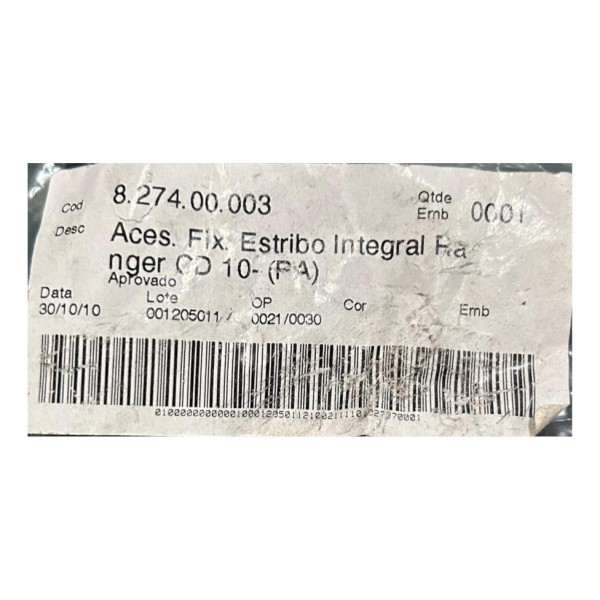 Cod 8.274.00.003 Qtde Emb 0001
Desc Aces. Fix. Estribo Integral Ra
nger CD 10- (PA)
Aprovado
Data Lote OP Cor Emb
30/10/10 001205011 0021/0030